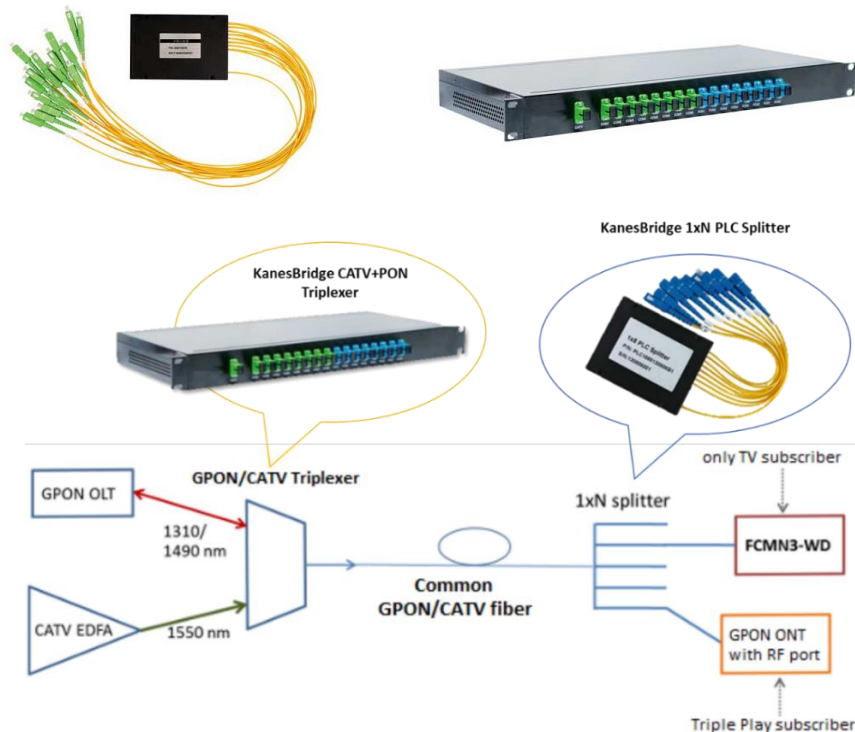 KanesBridge 1xN PLC Splitter
KanesBridge CATV+PON
Triplexer
1x8 PLC Splitter
GPON/CATV Triplexer
only TV subscriber
GPON OLT
1xN splitter
1310/
1490 nm
FCMN3-WD
Common
GPON/CATV fiber
CATV EDFA
1550 nm
GPON ONT
with RF port
Triple Play subscriber